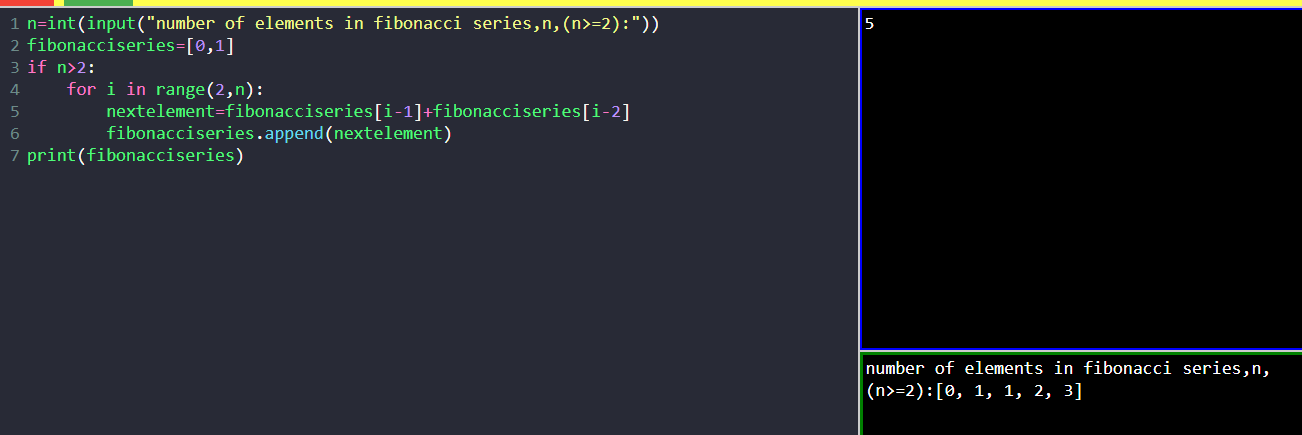 1 n=int(input("number of elements in fibonacci series,n,(n>=2):"))
2 fibonacciseries=[0,1]
3 if n>2:
4     for i in range(2,n):
5         nextelement=fibonacciseries[i-1]+fibonacciseries[i-2]
6         fibonacciseries.append(nextelement)
7 print(fibonacciseries)
5
number of elements in fibonacci series,n,
(n>=2):[0, 1, 1, 2, 3]